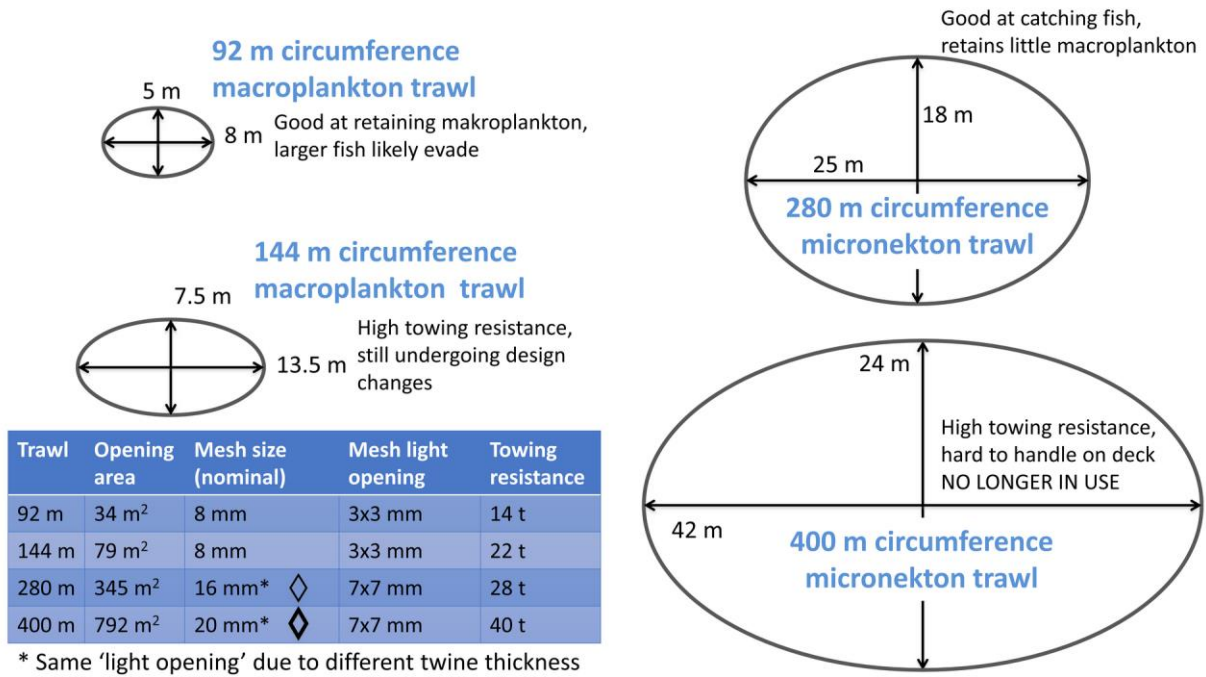 92 m circumference
macroplankton trawl
5 m
8 m
Good at retaining makroplankton,
larger fish likely evade
144 m circumference
macroplankton trawl
7.5 m
13.5 m
High towing resistance,
still undergoing design
changes
Trawl Opening area Mesh size (nominal) Mesh light opening Towing resistance
92 m 34 m² 8 mm 3x3 mm 14 t
144 m 79 m² 8 mm 3x3 mm 22 t
280 m 345 m² 16 mm* 7x7 mm 28 t
400 m 792 m² 20 mm* 7x7 mm 40 t
* Same ‘light opening’ due to different twine thickness
Good at catching fish,
retains little macroplankton
18 m
25 m
280 m circumference
micronekton trawl
24 m
High towing resistance,
hard to handle on deck
NO LONGER IN USE
42 m
400 m circumference
micronekton trawl